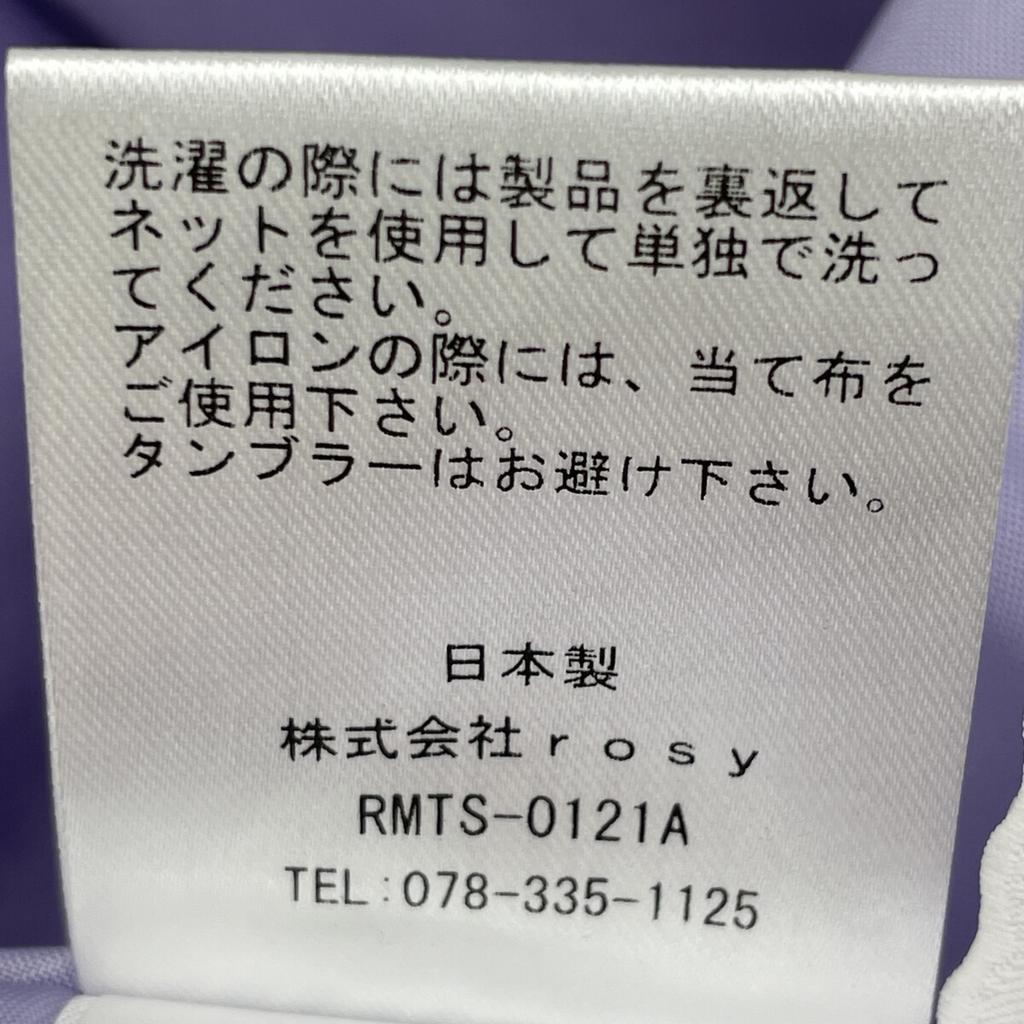 洗濯の際には製品を裏返して
ネットを使用して単独で洗っ
てください。
アイロンの際には、当て布を
ご使用下さい。
タンブラーはお避け下さい。
日本製
株式会社ｒｏｓｙ
RMTS-0121A
TEL:078-335-1125